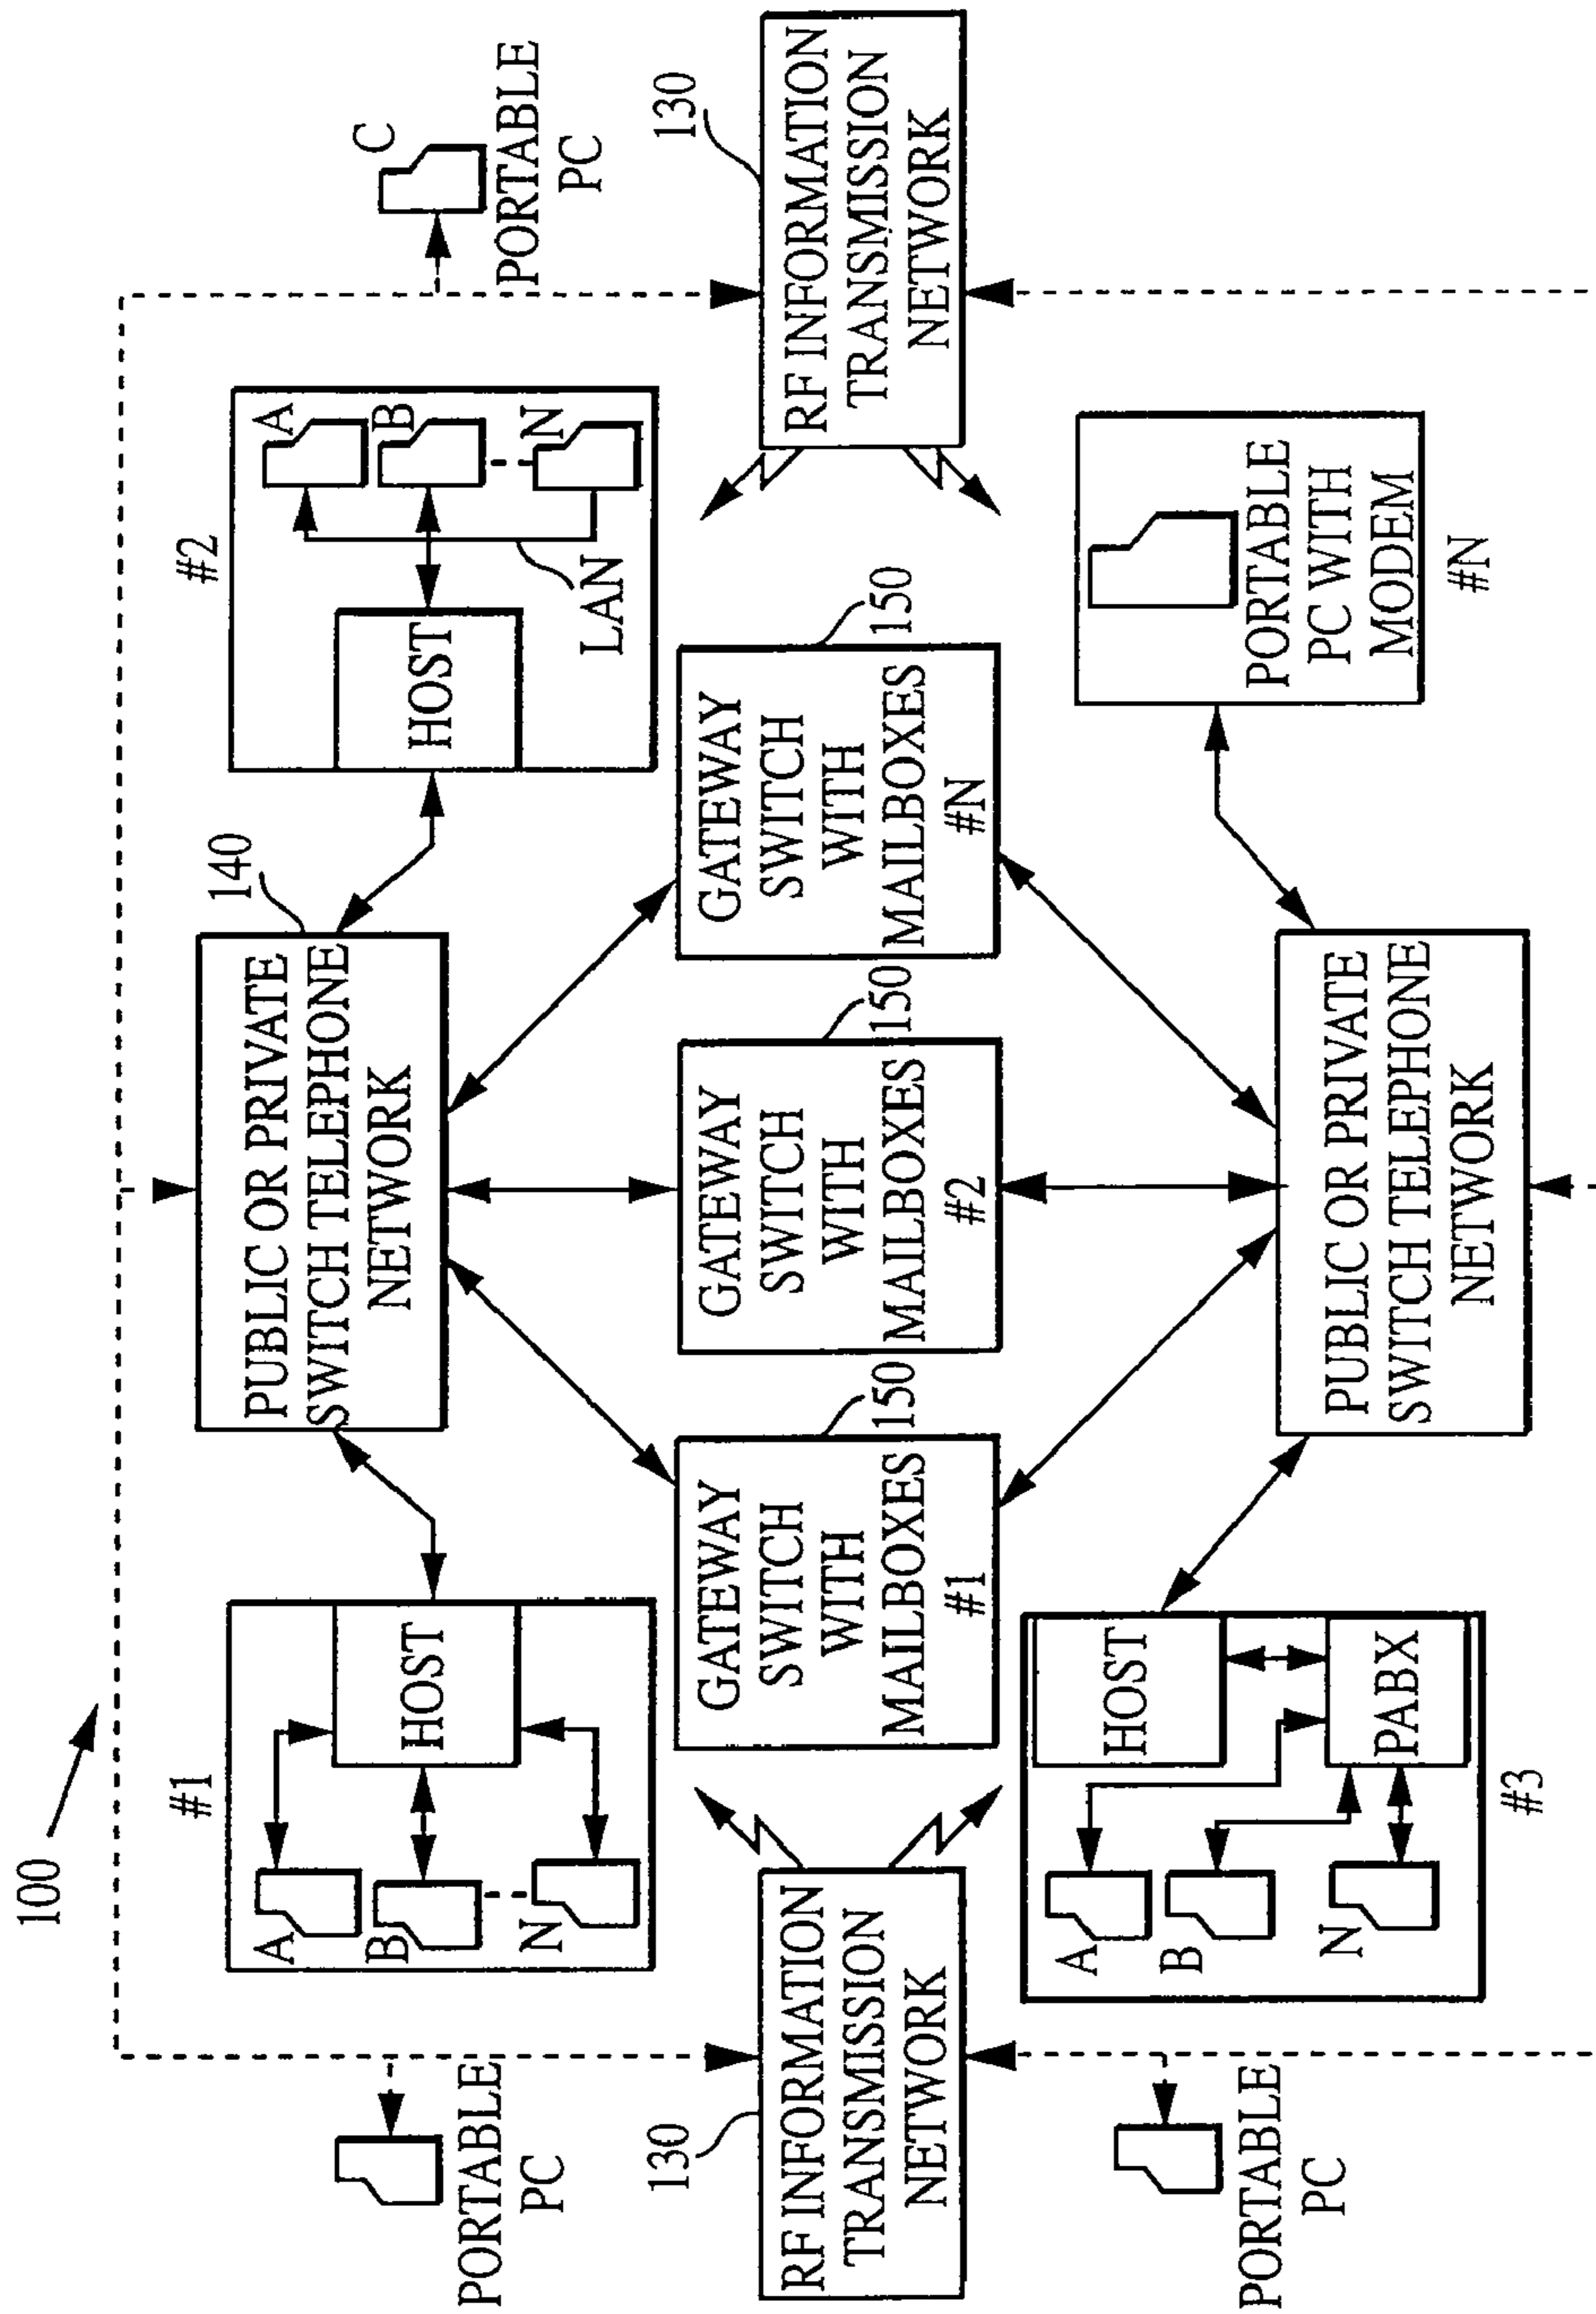 100
#1
A
B
N
HOST
140
PUBLIC OR PRIVATE
SWITCH TELEPHONE
NETWORK
#2
HOST
LAN
A
B
N
C
PORTABLE
PC
PORTABLE
PC
130
RF INFORMATION
TRANSMISSION
NETWORK
150
GATEWAY
SWITCH
WITH
MAILBOXES
#1
150
GATEWAY
SWITCH
WITH
MAILBOXES
#2
150
GATEWAY
SWITCH
WITH
MAILBOXES
#N
130
RF INFORMATION
TRANSMISSION
NETWORK
PORTABLE
PC
A
B
N
HOST
PABX
#3
PUBLIC OR PRIVATE
SWITCH TELEPHONE
NETWORK
PORTABLE
PC WITH
MODEM
#N